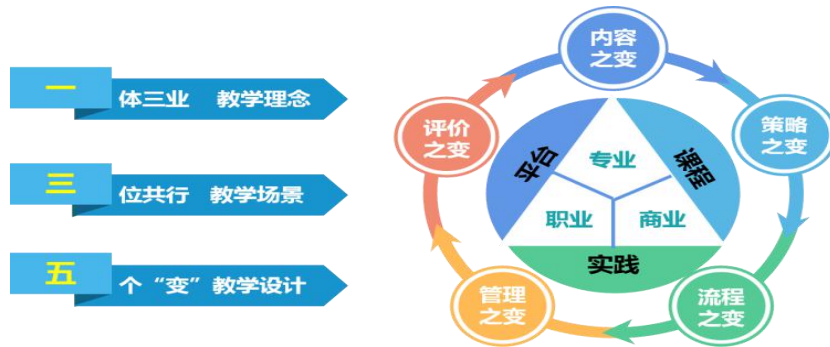 一体三业 教学理念
三位共行 教学场景
五个“变”教学设计
内容
之变
策略
之变
流程
之变
管理
之变
评价
之变
平台
课程
实践
专业
职业
商业